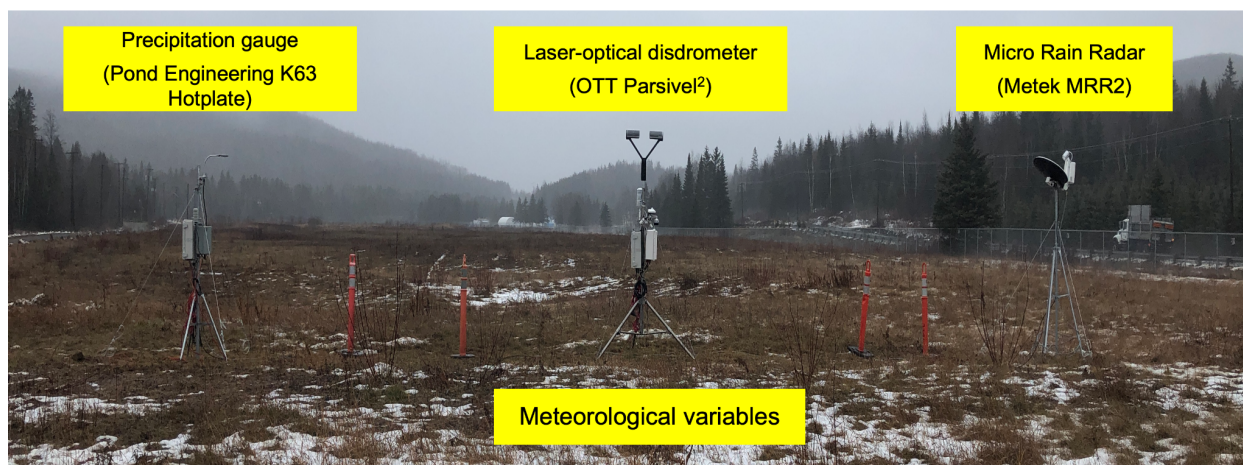 Precipitation gauge
(Pond Engineering K63
Hotplate)
Laser-optical disdrometer
(OTT Parsivel²)
Micro Rain Radar
(Metek MRR2)
Meteorological variables